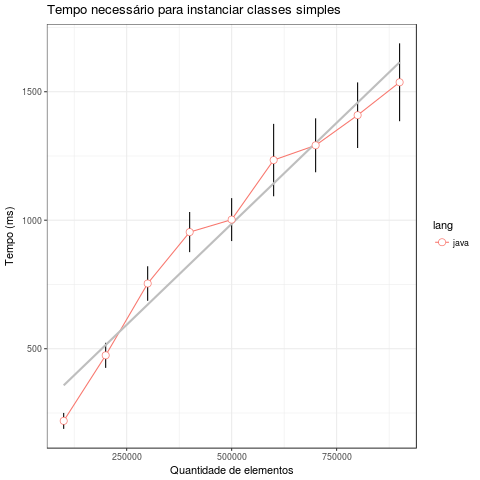 Tempo necessário para instanciar classes simples
1500
1000
500
Tempo (ms)
250000
500000
750000
Quantidade de elementos
lang
java